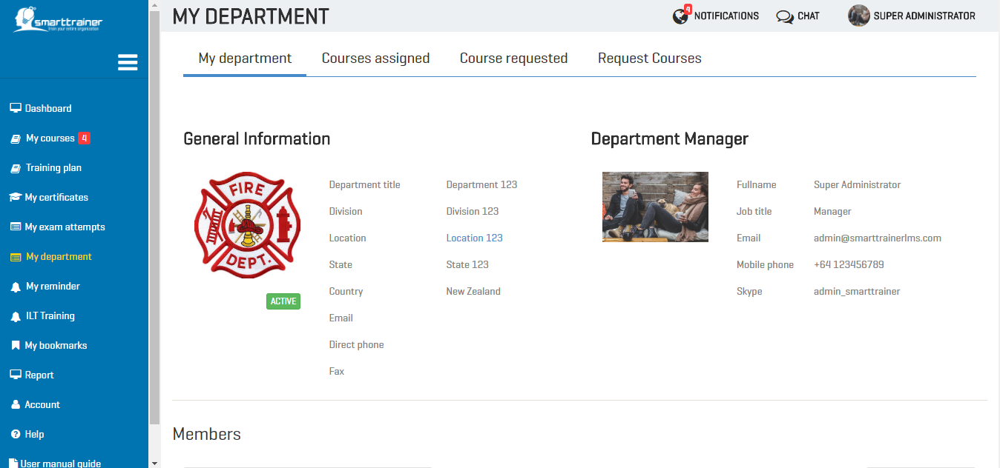 smarttrainer
train your entire organization
MY DEPARTMENT
4
NOTIFICATIONS
CHAT
SUPER ADMINISTRATOR
Dashboard
My courses 4
Training plan
My certificates
My exam attempts
My department
My reminder
ILT Training
My bookmarks
Report
Account
Help
User manual guide
My department
Courses assigned
Course requested
Request Courses
General Information
FIRE
DEPT.
ACTIVE
Department title Department 123
Division Division 123
Location Location 123
State State 123
Country New Zealand
Email
Direct phone
Fax
Department Manager
Fullname Super Administrator
Job title Manager
Email admin@smarttrainerlms.com
Mobile phone +64 123456789
Skype admin_smarttrainer
Members